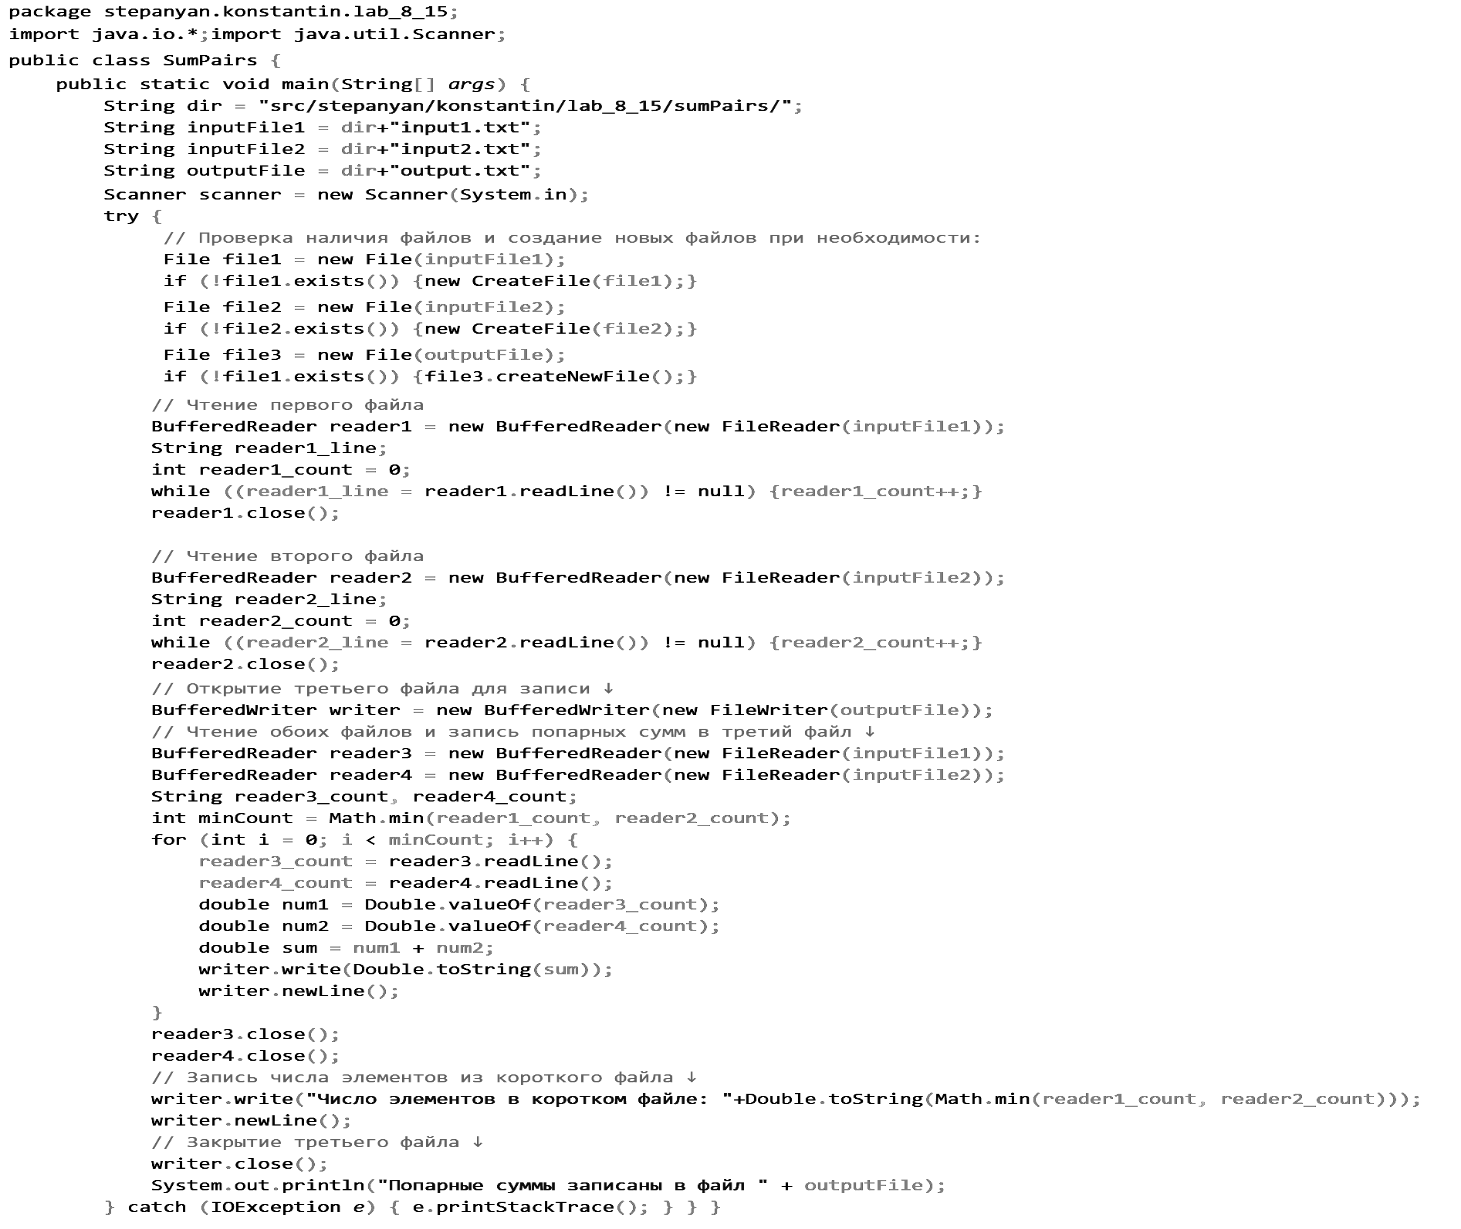 package stepanyan.konstantin.lab_8_15;
import java.io.*;import java.util.Scanner;
public class SumPairs {
    public static void main(String[] args) {
        String dir = "src/stepanyan/konstantin/lab_8_15/sumPairs/";
        String inputFile1 = dir+"input1.txt";
        String inputFile2 = dir+"input2.txt";
        String outputFile = dir+"output.txt";
        Scanner scanner = new Scanner(System.in);
        try {
             // Проверка наличия файлов и создание новых файлов при необходимости:
             File file1 = new File(inputFile1);
             if (!file1.exists()) {new CreateFile(file1);}
             File file2 = new File(inputFile2);
             if (!file2.exists()) {new CreateFile(file2);}
             File file3 = new File(outputFile);
             if (!file1.exists()) {file3.createNewFile();}
            // Чтение первого файла
            BufferedReader reader1 = new BufferedReader(new FileReader(inputFile1));
            String reader1_line;
            int reader1_count = 0;
            while ((reader1_line = reader1.readLine()) != null) {reader1_count++;}
            reader1.close();

            // Чтение второго файла
            BufferedReader reader2 = new BufferedReader(new FileReader(inputFile2));
            String reader2_line;
            int reader2_count = 0;
            while ((reader2_line = reader2.readLine()) != null) {reader2_count++;}
            reader2.close();
            // Открытие третьего файла для записи ↓
            BufferedWriter writer = new BufferedWriter(new FileWriter(outputFile));
            // Чтение обоих файлов и запись попарных сумм в третий файл ↓
            BufferedReader reader3 = new BufferedReader(new FileReader(inputFile1));
            BufferedReader reader4 = new BufferedReader(new FileReader(inputFile2));
            String reader3_count, reader4_count;
            int minCount = Math.min(reader1_count, reader2_count);
            for (int i = 0; i < minCount; i++) {
                reader3_count = reader3.readLine();
                reader4_count = reader4.readLine();
                double num1 = Double.valueOf(reader3_count);
                double num2 = Double.valueOf(reader4_count);
                double sum = num1 + num2;
                writer.write(Double.toString(sum));
                writer.newLine();
            }
            reader3.close();
            reader4.close();
            // Запись числа элементов из короткого файла ↓
            writer.write("Число элементов в коротком файле: "+Double.toString(Math.min(reader1_count, reader2_count)));
            writer.newLine();
            // Закрытие третьего файла ↓
            writer.close();
            System.out.println("Попарные суммы записаны в файл " + outputFile);
        } catch (IOException e) { e.printStackTrace(); } } }